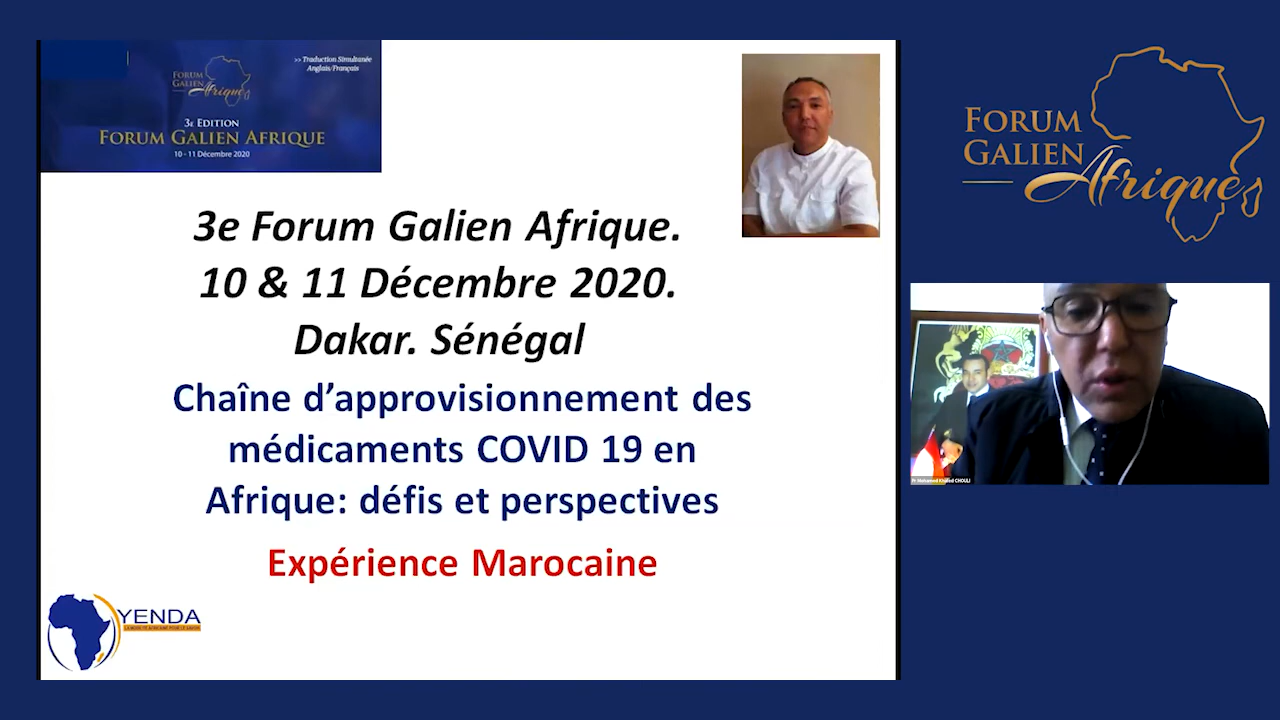 >> Traduction Simultanée
Anglais/Français
FORUM
GALIEN
Afrique
3E EDITION
FORUM GALIEN AFRIQUE
10 - 11 Décembre 2020
3e Forum Galien Afrique.
10 & 11 Décembre 2020.
Dakar. Sénégal
Chaîne d’approvisionnement des
médicaments COVID 19 en
Afrique: défis et perspectives
Expérience Marocaine
YENDA
FORUM
GALIEN
Afrique